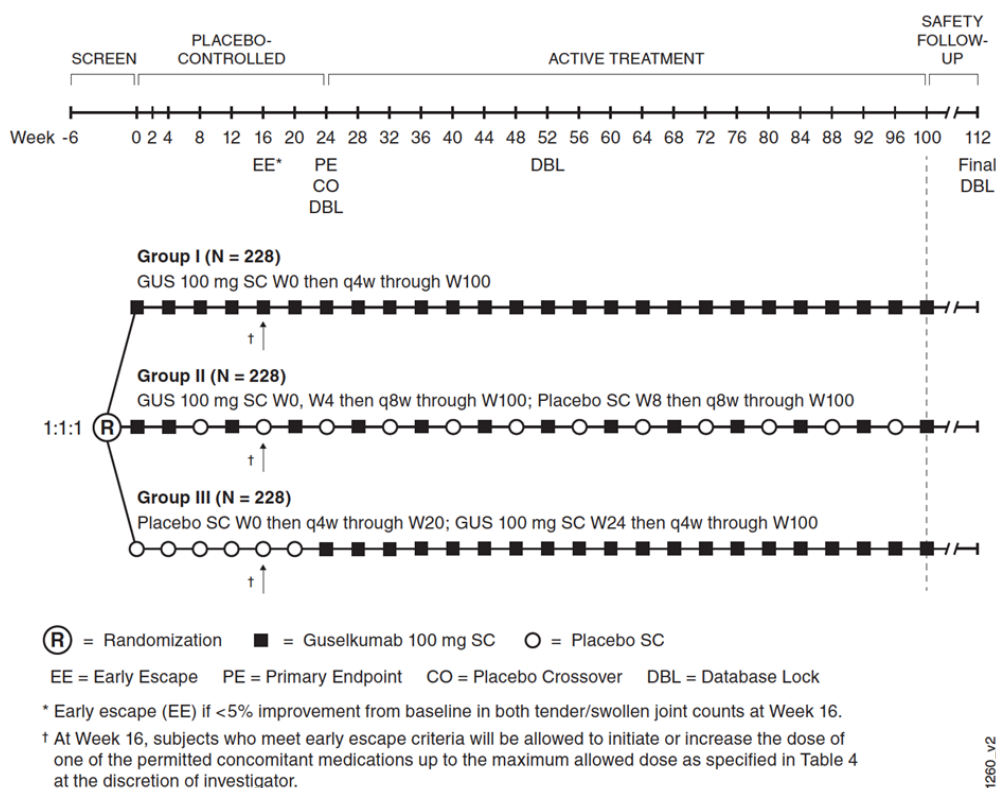 SCREEN
PLACEBO-
CONTROLLED
ACTIVE TREATMENT
SAFETY
FOLLOW-
UP
Week -6 0 2 4 8 12 16 20 24 28 32 36 40 44 48 52 56 60 64 68 72 76 80 84 88 92 96 100 112
EE*
PE
CO
DBL
DBL
Final
DBL
Group I (N = 228)
GUS 100 mg SC W0 then q4w through W100
†
Group II (N = 228)
GUS 100 mg SC W0, W4 then q8w through W100; Placebo SC W8 then q8w through W100
1:1:1 R
†
Group III (N = 228)
Placebo SC W0 then q4w through W20; GUS 100 mg SC W24 then q4w through W100
†
R = Randomization ■ = Guselkumab 100 mg SC O = Placebo SC
EE = Early Escape PE = Primary Endpoint CO = Placebo Crossover DBL = Database Lock
* Early escape (EE) if <5% improvement from baseline in both tender/swollen joint counts at Week 16.
† At Week 16, subjects who meet early escape criteria will be allowed to initiate or increase the dose of
one of the permitted concomitant medications up to the maximum allowed dose as specified in Table 4
at the discretion of investigator.
1260_v2